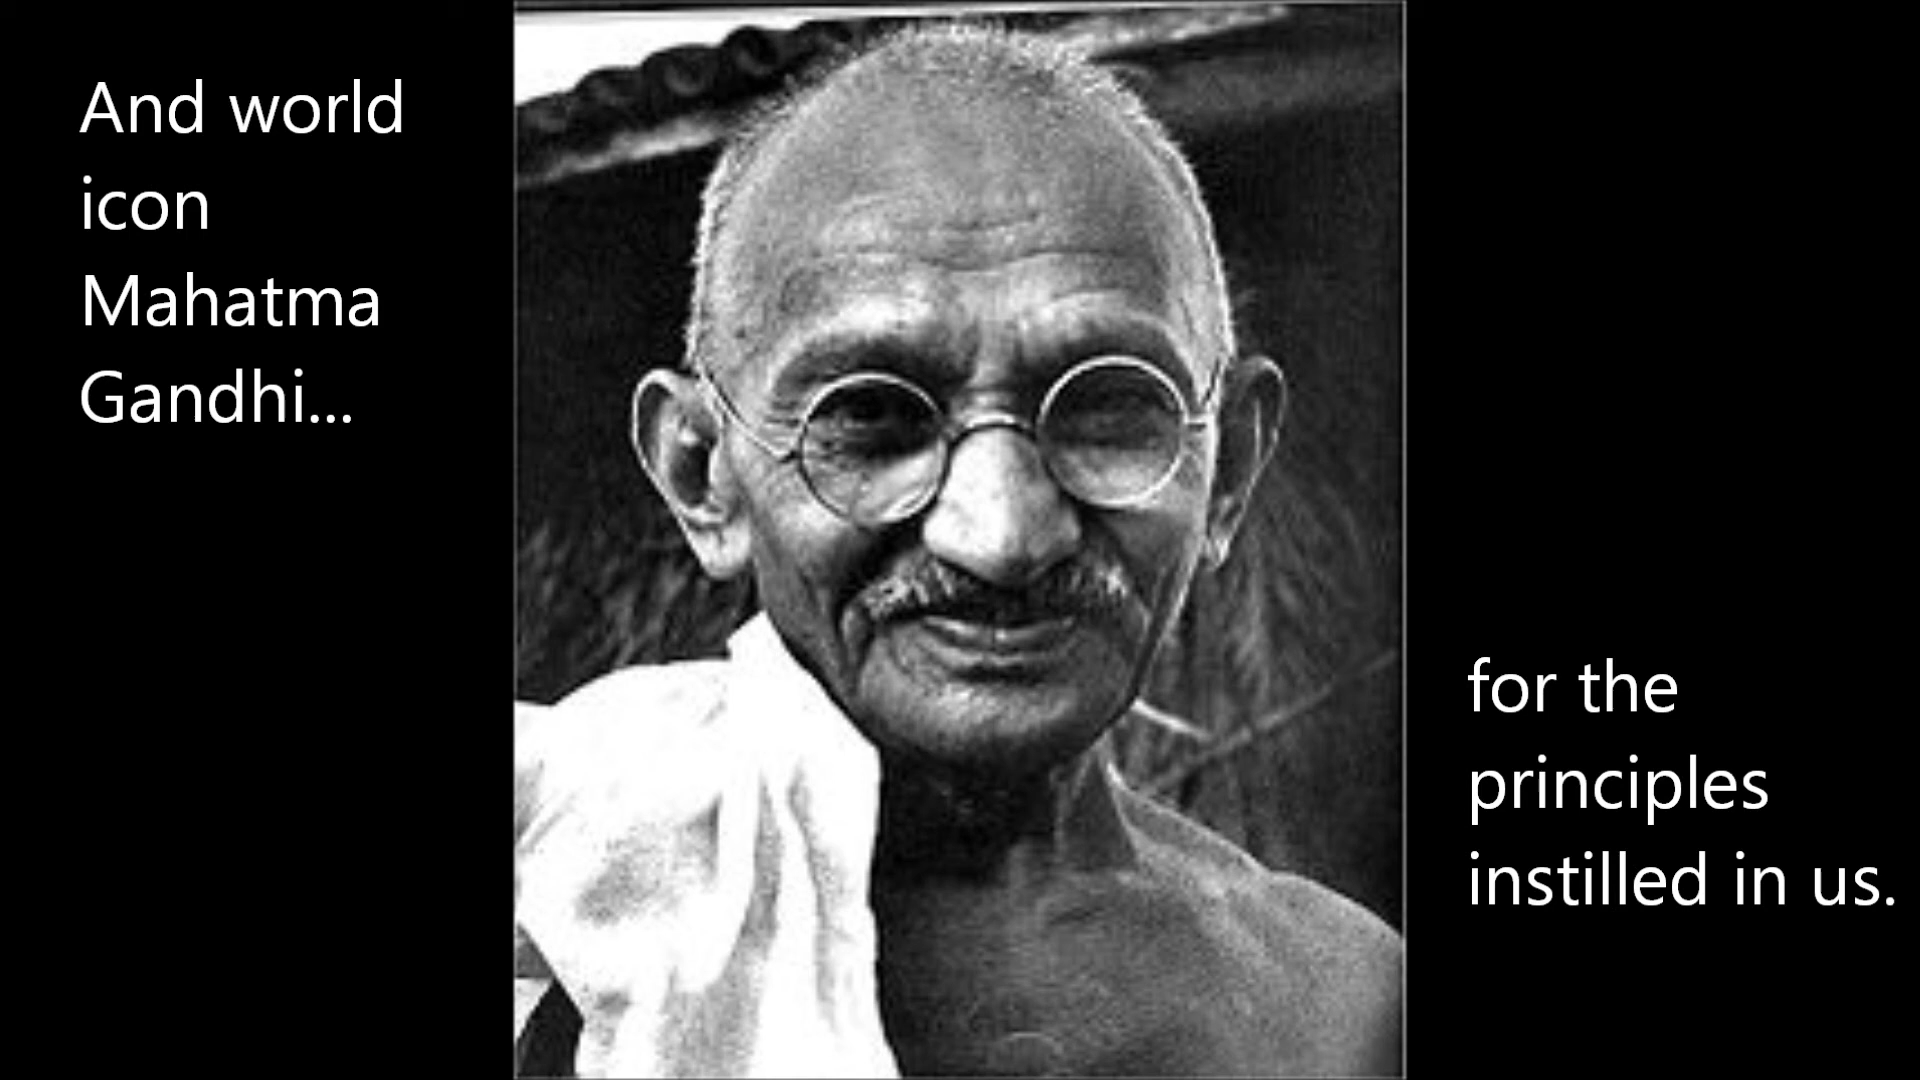 And world
icon
Mahatma
Gandhi...
for the
principles
instilled in us.